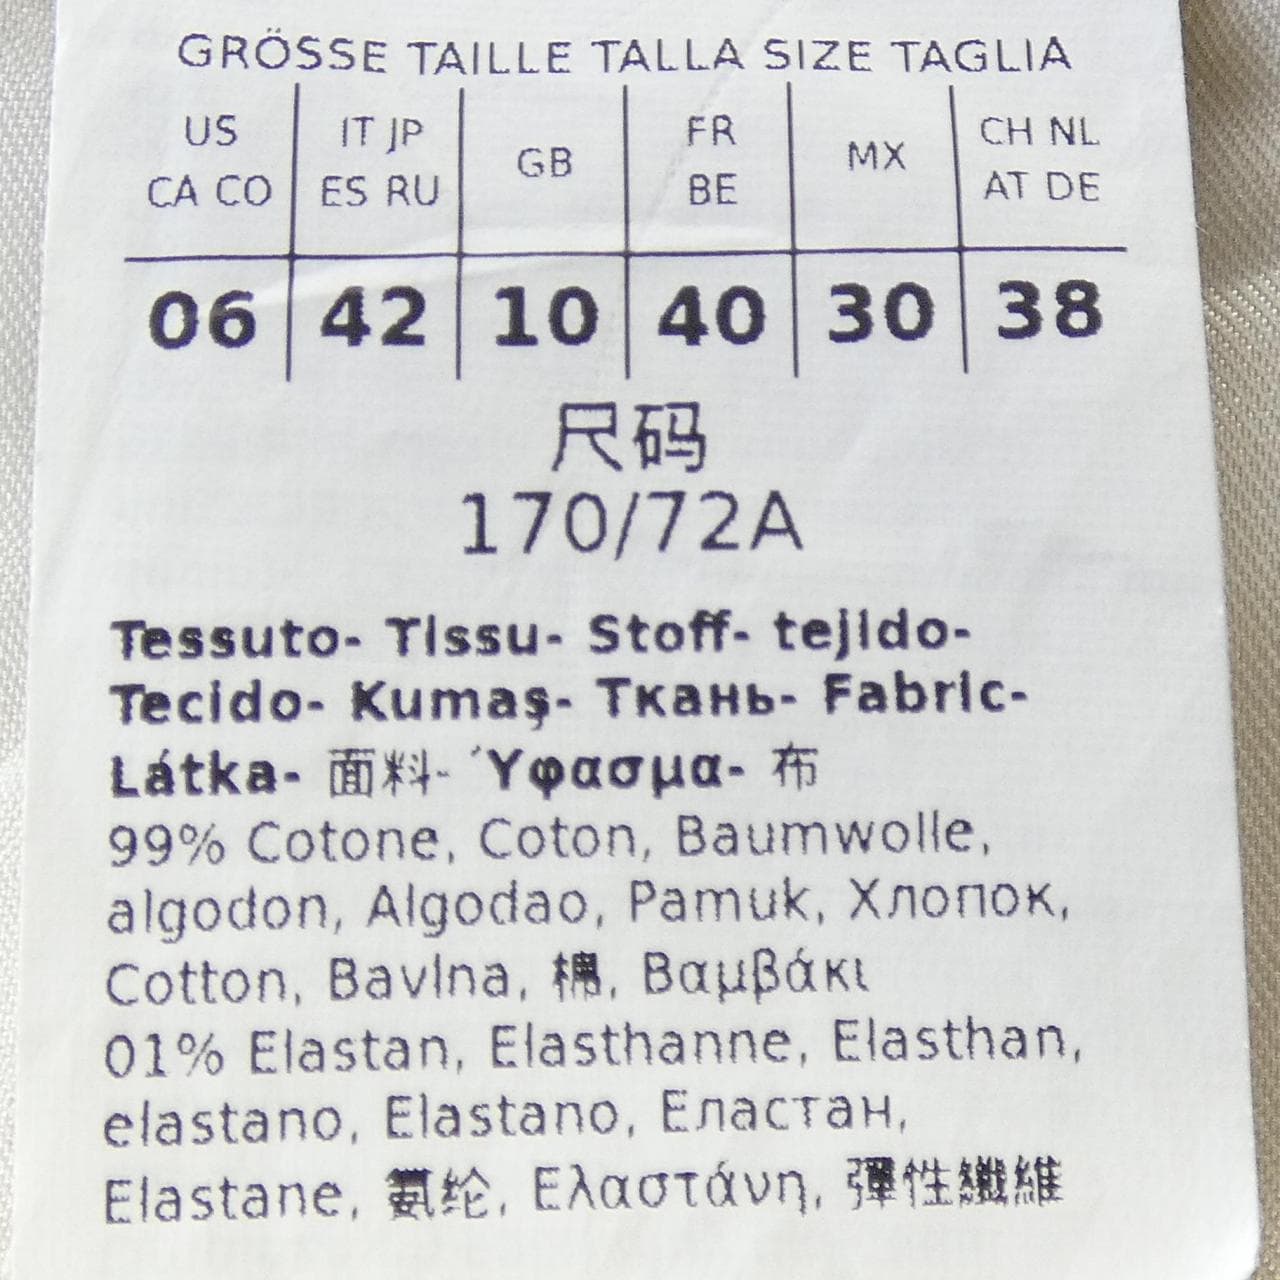 GRÖSSE TAILLE TALLA SIZE TAGLIA
US CA CO | IT JP ES RU | GB | FR BE | MX | CH NL AT DE
06 | 42 | 10 | 40 | 30 | 38
尺码
170/72A
Tessuto- Tissu- Stoff- tejido-
Tecido- Kumaş- Ткань- Fabric-
Látka- 面料- Ύφασμα- 布
99% Cotone, Coton, Baumwolle,
algodon, Algodao, Pamuk, Хлопок,
Cotton, Bavlna, 棉, Βαμβάκι
01% Elastan, Elasthanne, Elasthan,
elastano, Elastano, Еластан,
Elastane, 氨纶, Ελαστάνη, 彈性纖維